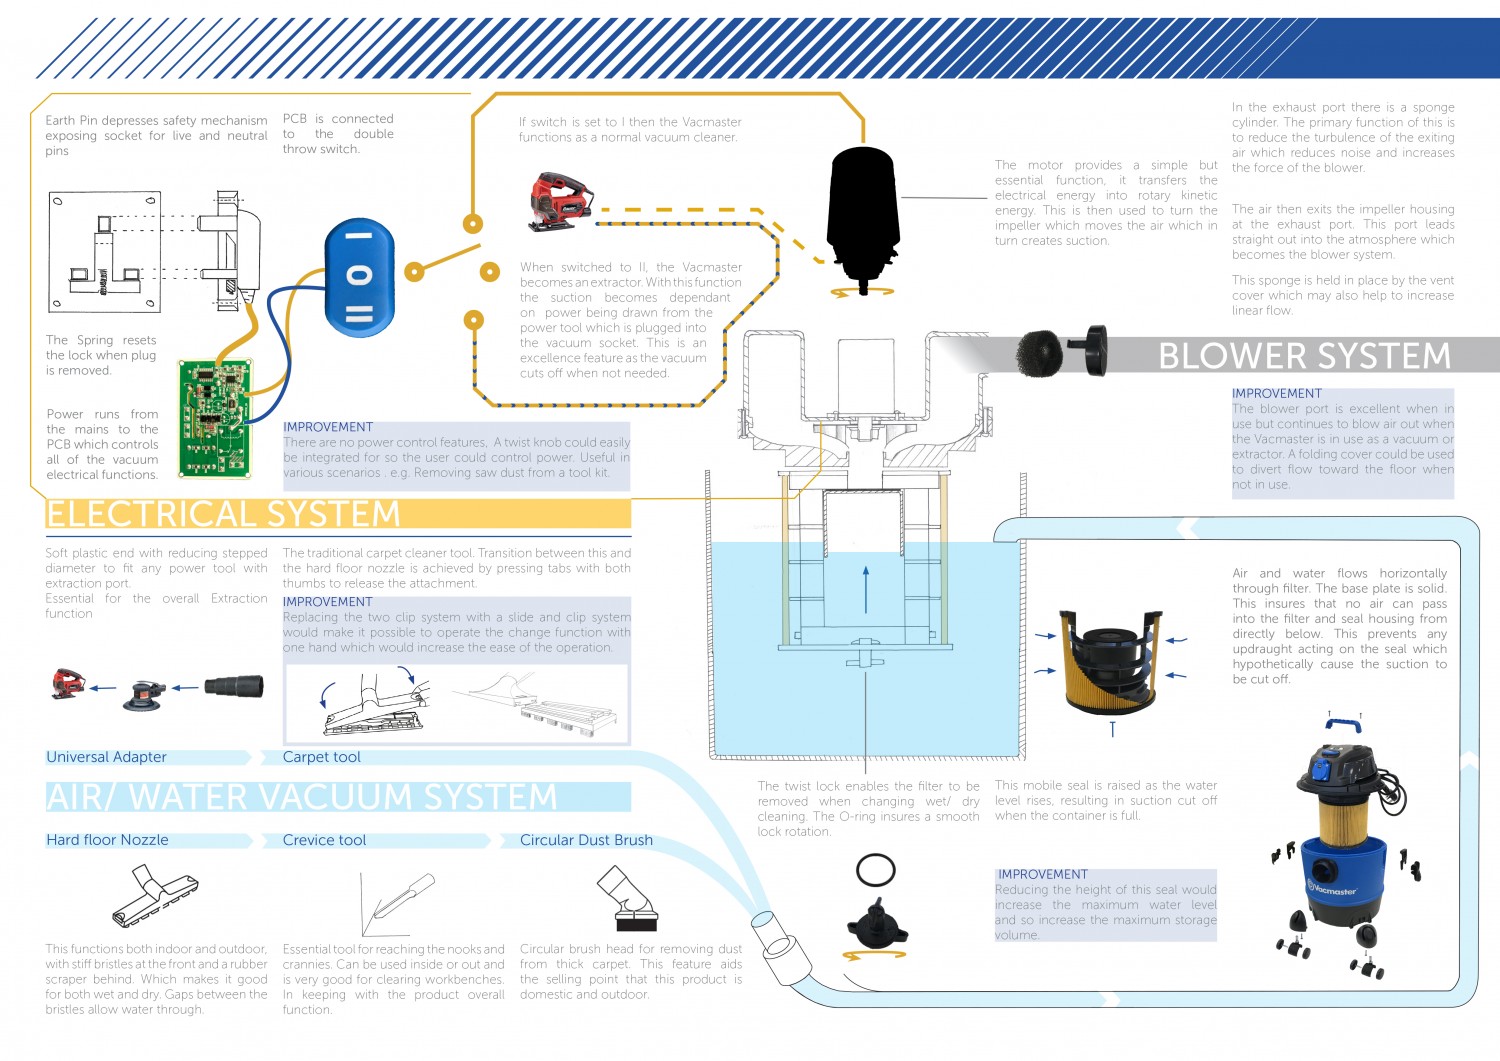 Earth Pin depresses safety mechanism
exposing socket for live and neutral
pins
PCB is connected
to the double
throw switch.
If switch is set to I then the Vacmaster
functions as a normal vacuum cleaner.
The motor provides a simple but
essential function, it transfers the
electrical energy into rotary kinetic
energy. This is then used to turn the
impeller which moves the air which in
turn creates suction.
In the exhaust port there is a sponge
cylinder. The primary function of this is
to reduce the turbulence of the exiting
air which reduces noise and increases
the force of the blower.
The air then exits the impeller housing
at the exhaust port. This port leads
straight out into the atmosphere which
becomes the blower system.
This sponge is held in place by the vent
cover which may also help to increase
linear flow.
I
O
II
When switched to II, the Vacmaster
becomes an extractor. With this function
the suction becomes dependant
on power being drawn from the
power tool which is plugged into
the vacuum socket. This is an
excellence feature as the vacuum
cuts off when not needed.
The Spring resets
the lock when plug
is removed.
Power runs from
the mains to the
PCB which controls
all of the vacuum
electrical functions.
IMPROVEMENT
There are no power control features, A twist knob could easily
be integrated for so the user could control power. Useful in
various scenarios . e.g. Removing saw dust from a tool kit.
BLOWER SYSTEM
IMPROVEMENT
The blower port is excellent when in
use but continues to blow air out when
the Vacmaster is in use as a vacuum or
extractor. A folding cover could be used
to divert flow toward the floor when
not in use.
ELECTRICAL SYSTEM
Soft plastic end with reducing stepped
diameter to fit any power tool with
extraction port.
Essential for the overall Extraction
function
The traditional carpet cleaner tool. Transition between this and
the hard floor nozzle is achieved by pressing tabs with both
thumbs to release the attachment.
IMPROVEMENT
Replacing the two clip system with a slide and clip system
would make it possible to operate the change function with
one hand which would increase the ease of the operation.
Air and water flows horizontally
through filter. The base plate is solid.
This insures that no air can pass
into the filter and seal housing from
directly below. This prevents any
updraught acting on the seal which
hypothetically cause the suction to
be cut off.
Universal Adapter
Carpet tool
AIR/ WATER VACUUM SYSTEM
Hard floor Nozzle
Crevice tool
Circular Dust Brush
The twist lock enables the filter to be
removed when changing wet/ dry
cleaning. The O-ring insures a smooth
lock rotation.
This mobile seal is raised as the water
level rises, resulting in suction cut off
when the container is full.
IMPROVEMENT
Reducing the height of this seal would
increase the maximum water level
and so increase the maximum storage
volume.
Vacmaster
This functions both indoor and outdoor,
with stiff bristles at the front and a rubber
scraper behind. Which makes it good
for both wet and dry. Gaps between the
bristles allow water through.
Essential tool for reaching the nooks and
crannies. Can be used inside or out and
is very good for clearing workbenches.
In keeping with the product overall
function.
Circular brush head for removing dust
from thick carpet. This feature aids
the selling point that this product is
domestic and outdoor.